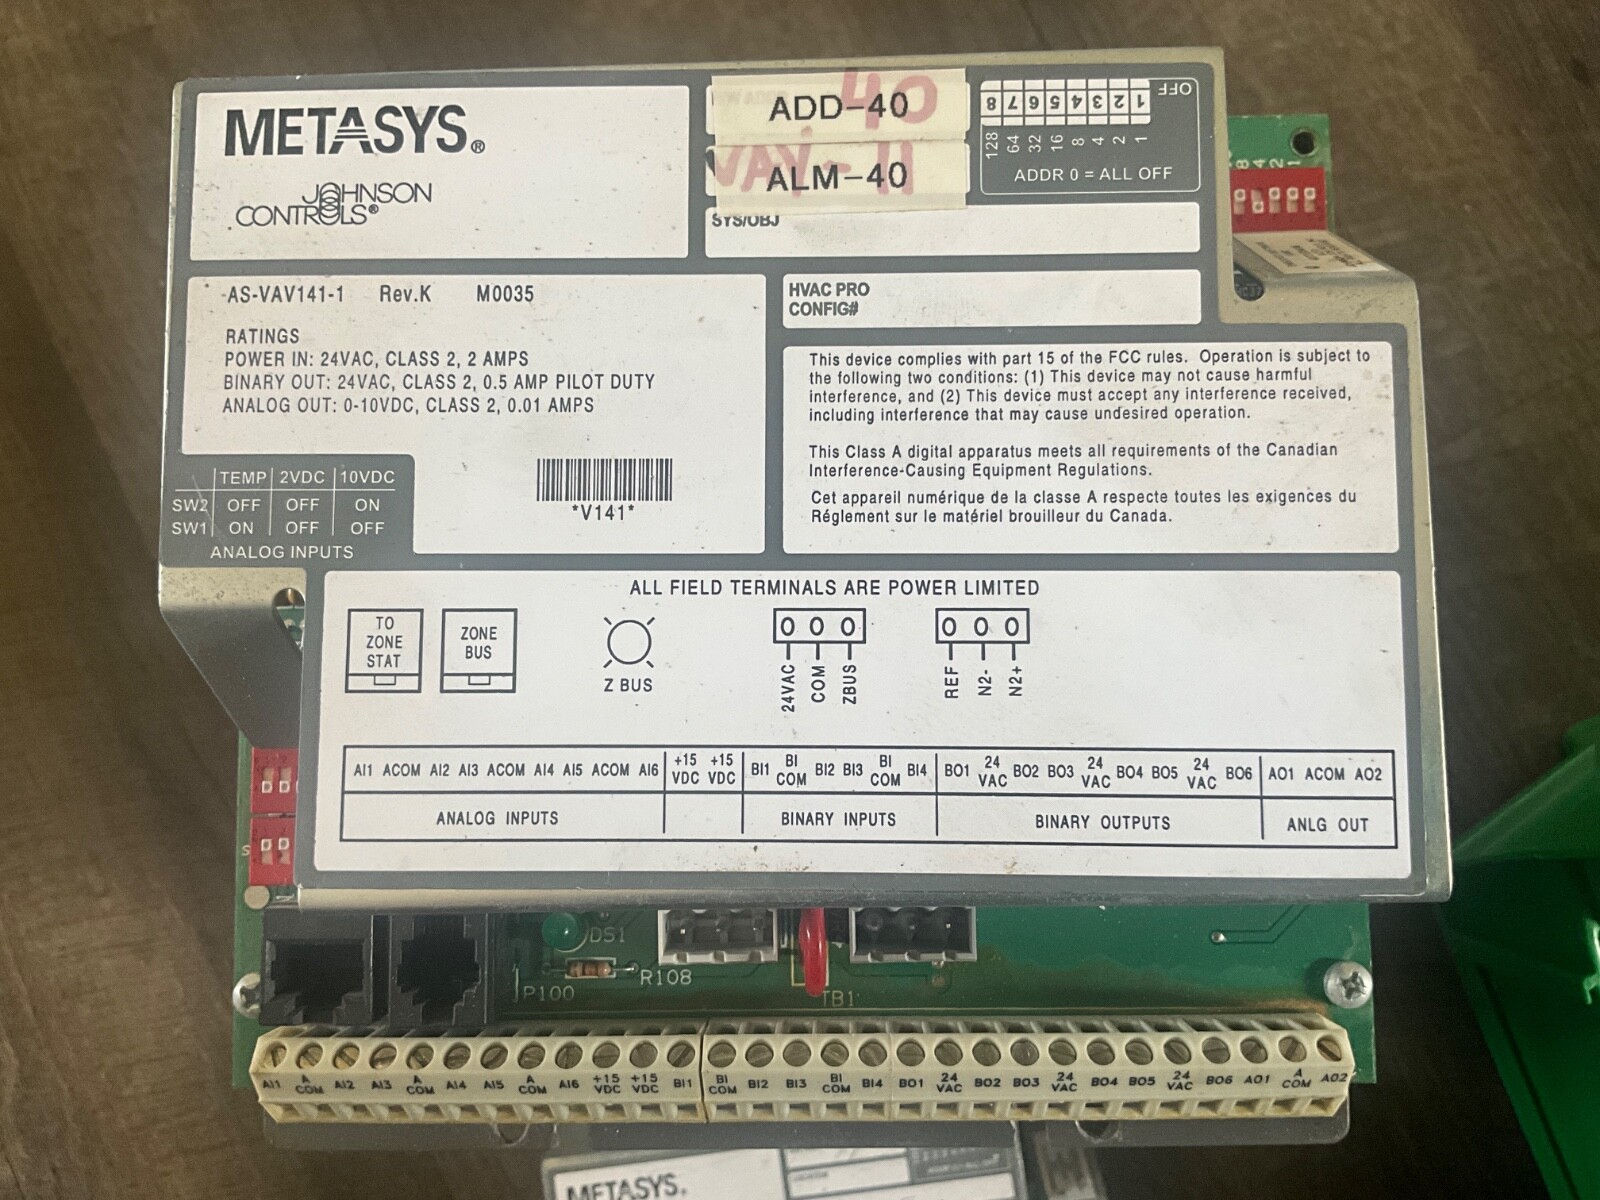 METASYS®
JOHNSON
CONTROLS®
40
ADD-40
ALM-40
SYS/OBJ
OFF
8 7 6 5 4 3 2 1
128 64 32 16 8 4 2 1
ADDR 0 = ALL OFF
8 4 2 1
AS-VAV141-1 Rev.K M0035
RATINGS
POWER IN: 24VAC, CLASS 2, 2 AMPS
BINARY OUT: 24VAC, CLASS 2, 0.5 AMP PILOT DUTY
ANALOG OUT: 0-10VDC, CLASS 2, 0.01 AMPS
*V141*
TEMP 2VDC 10VDC
SW2 OFF OFF ON
SW1 ON OFF OFF
ANALOG INPUTS
HVAC PRO
CONFIG#
This device complies with part 15 of the FCC rules. Operation is subject to
the following two conditions: (1) This device may not cause harmful
interference, and (2) This device must accept any interference received,
including interference that may cause undesired operation.
This Class A digital apparatus meets all requirements of the Canadian
Interference-Causing Equipment Regulations.
Cet appareil numérique de la classe A respecte toutes les exigences du
Réglement sur le matériel brouilleur du Canada.
ALL FIELD TERMINALS ARE POWER LIMITED
TO
ZONE
STAT
ZONE
BUS
Z BUS
24VAC COM ZBUS
REF N2- N2+
AI1 ACOM AI2 AI3 ACOM AI4 AI5 ACOM AI6 +15 VDC +15 VDC BI1 BI COM BI2 BI3 BI COM BI4 BO1 24 VAC BO2 BO3 24 VAC BO4 BO5 24 VAC BO6 AO1 ACOM AO2
ANALOG INPUTS BINARY INPUTS BINARY OUTPUTS ANLG OUT
DS1
R108
P100
TB1
AI1 A COM AI2 AI3 A COM AI4 AI5 A COM AI6 +15 VDC +15 VDC BI1 BI COM BI2 BI3 BI COM BI4 BO1 24 VAC BO2 BO3 24 VAC BO4 BO5 24 VAC BO6 AO1 A COM AO2
METASYS®